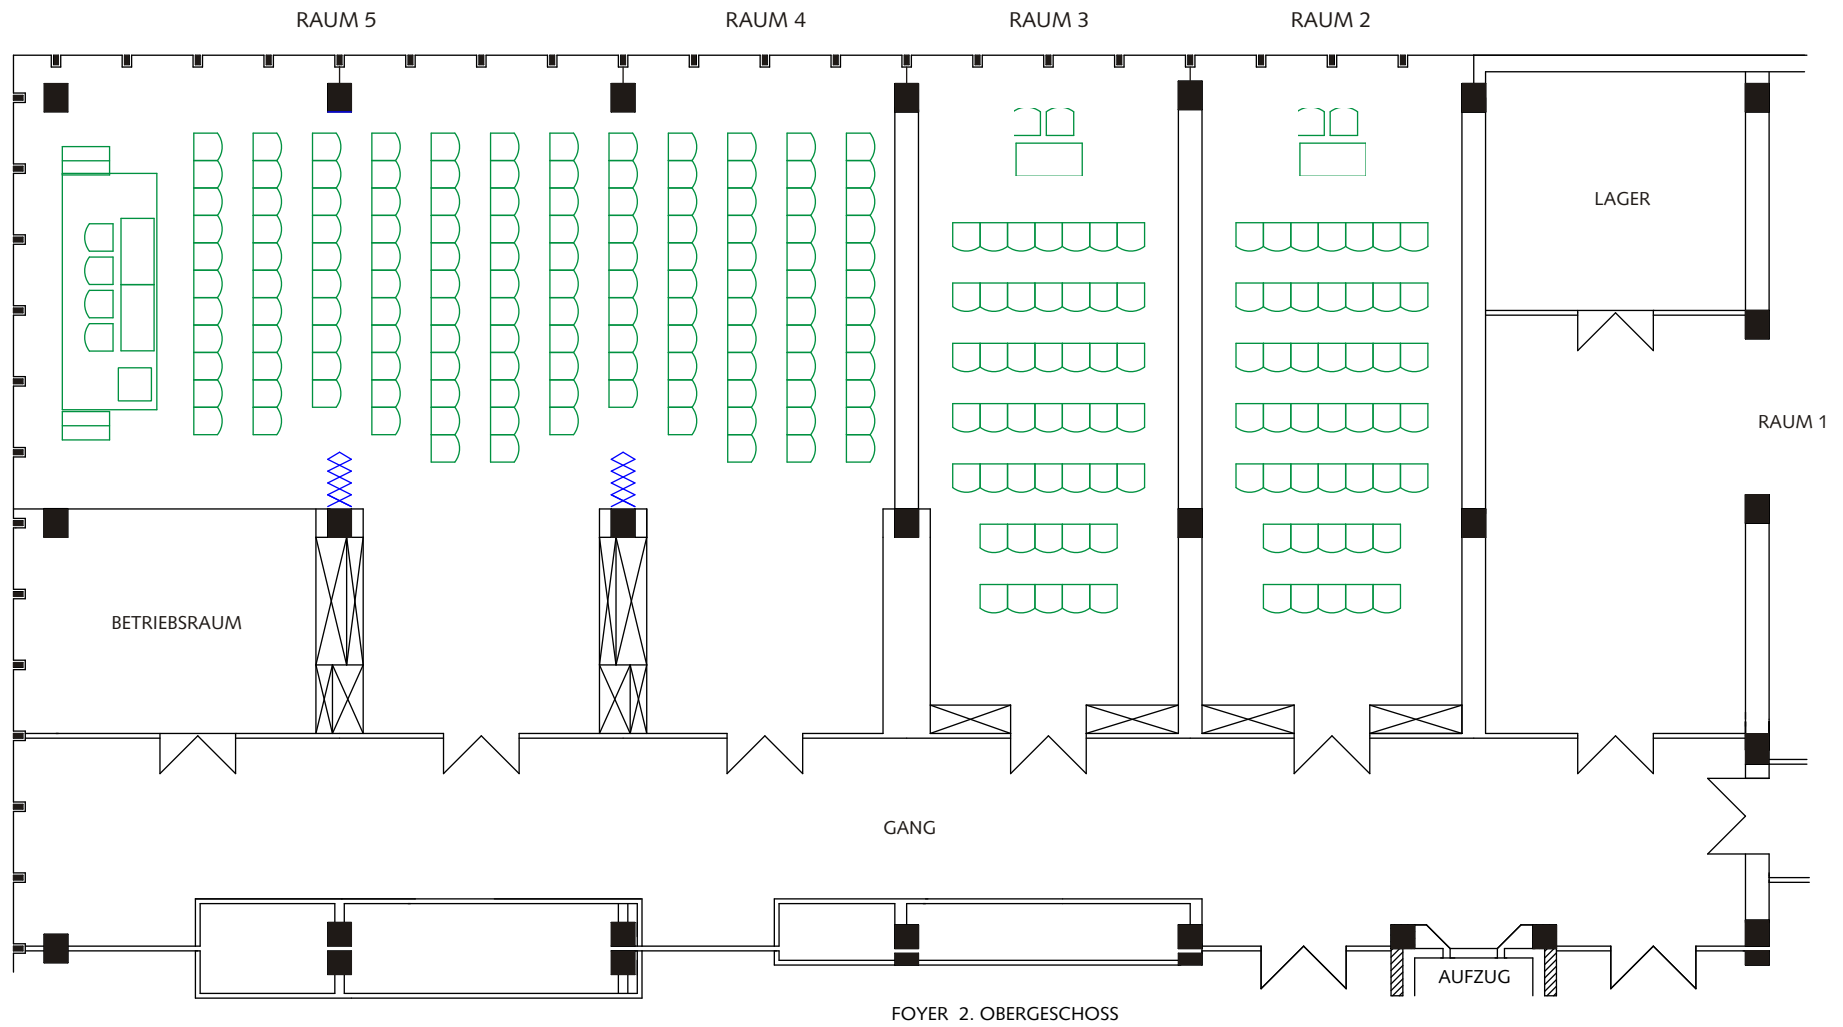 RAUM 5
RAUM 4
RAUM 3
RAUM 2
LAGER
RAUM 1
BETRIEBSRAUM
GANG
AUFZUG
FOYER 2. OBERGESCHOSS